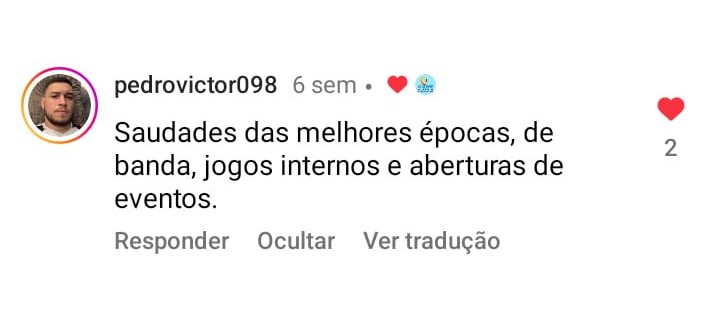 pedrovictor098 6 sem •
Saudades das melhores épocas, de
banda, jogos internos e aberturas de
eventos.
2
Responder Ocultar Ver tradução